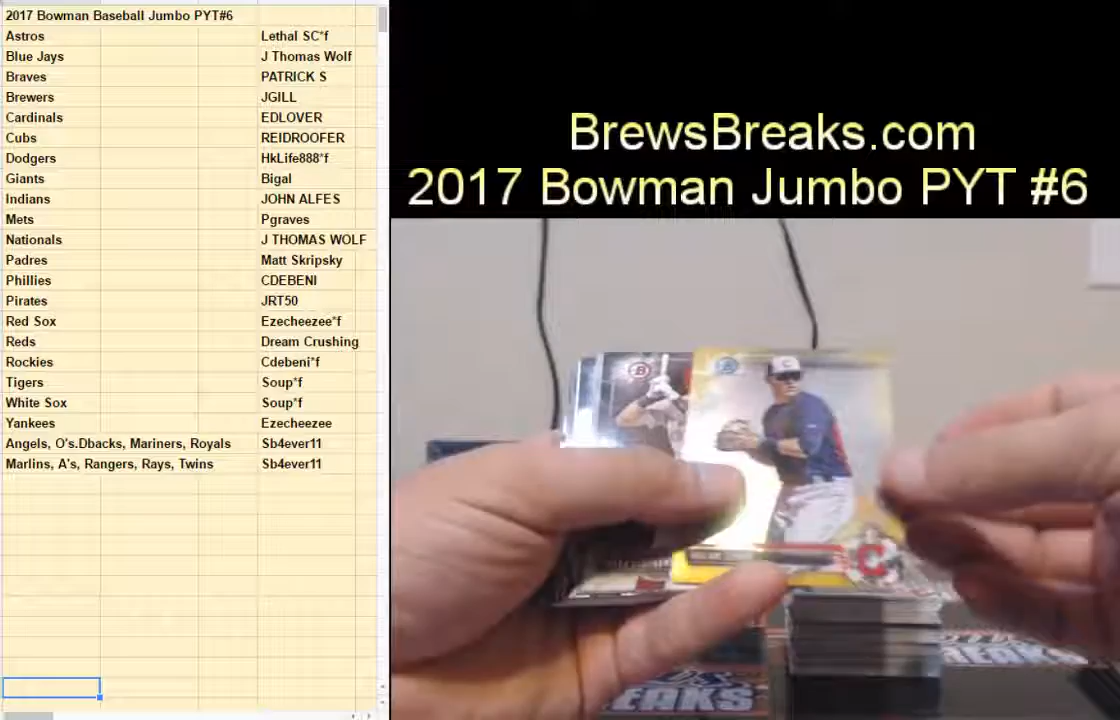 2017 Bowman Baseball Jumbo PYT#6
Astros Lethal SC*f
Blue Jays J Thomas Wolf
Braves PATRICK S
Brewers JGILL
Cardinals EDLOVER
Cubs REIDROOFER
Dodgers HkLife888*f
Giants Bigal
Indians JOHN ALFES
Mets Pgraves
Nationals J THOMAS WOLF
Padres Matt Skripsky
Phillies CDEBENI
Pirates JRT50
Red Sox Ezecheezee*f
Reds Dream Crushing
Rockies Cdebeni*f
Tigers Soup*f
White Sox Soup*f
Yankees Ezecheezee
Angels, O's.Dbacks, Mariners, Royals Sb4ever11
Marlins, A's, Rangers, Rays, Twins Sb4ever11
BrewsBreaks.com
2017 Bowman Jumbo PYT #6
B
C
C
BREAKS